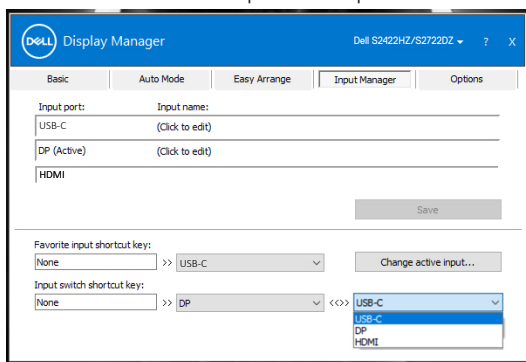 DELL Display Manager Dell S2422HZ/S2722DZ ? X
Basic Auto Mode Easy Arrange Input Manager Options
Input port: Input name:
USB-C (Click to edit)
DP (Active) (Click to edit)
HDMI
Save
Favorite input shortcut key:
None >> USB-C Change active input...
Input switch shortcut key:
None >> DP <<>> USB-C
USB-C
DP
HDMI